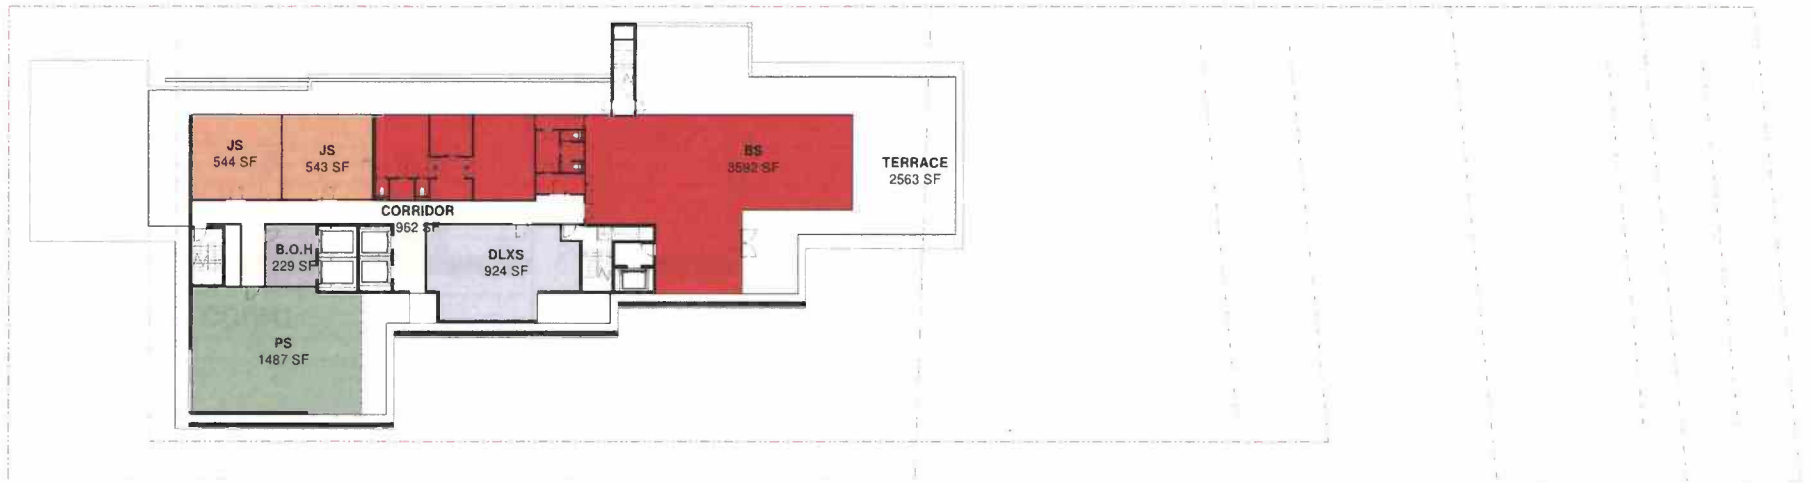 JS
544 SF
JS
543 SF
BS
3592 SF
TERRACE
2563 SF
CORRIDOR
962 SF
B.O.H
229 SF
DLXS
924 SF
PS
1487 SF